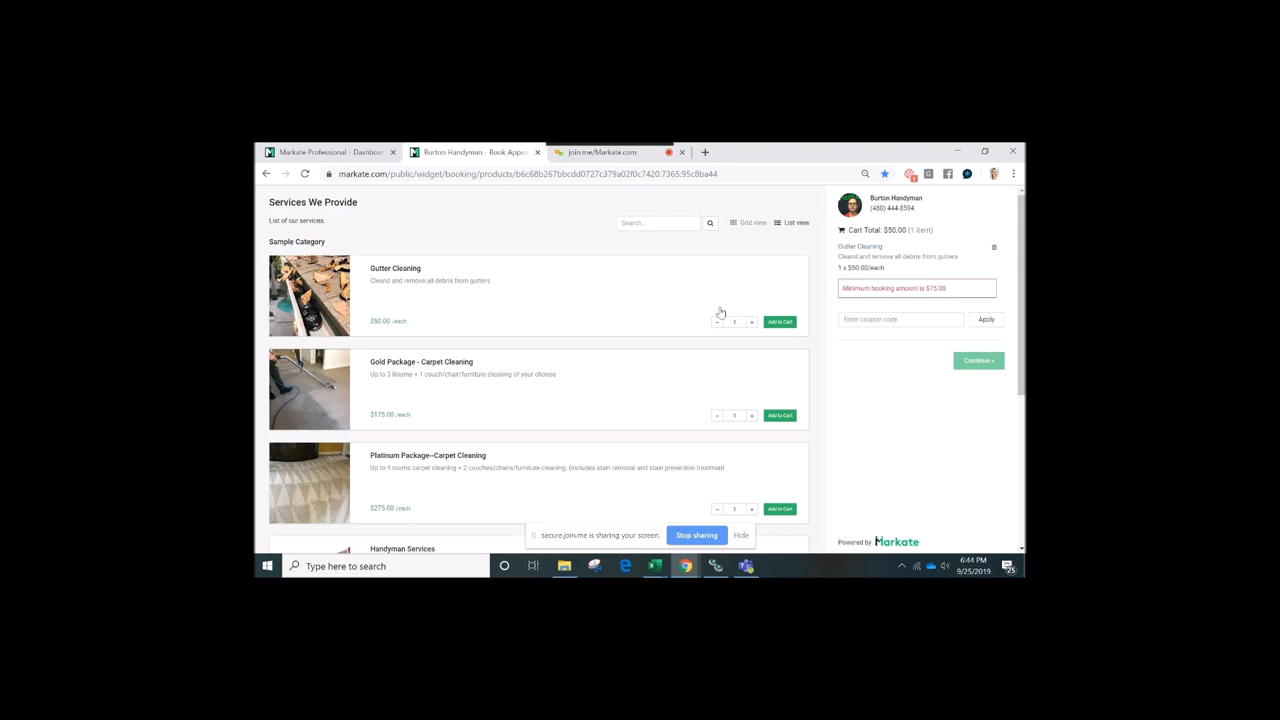 Markate Professional - Dashboar
Burton Handyman - Book Appo
join.me/Markate.com
markate.com/public/widget/booking/products/b6c68b267bbcdd0727c379a02f0c7420:7365:95c8ba44
Services We Provide
List of our services.
Search...
Grid view
List view
Sample Category
Gutter Cleaning
Cleand and remove all debris from gutters
$50.00 /each
1
Add to Cart
Gold Package - Carpet Cleaning
Up to 3 Rooms + 1 couch/chair/furniture cleaning of your choose
$175.00 /each
1
Add to Cart
Platinum Package--Carpet Cleaning
Up to 4 rooms carpet cleaning + 2 couches/chairs/furniture cleaning. (includes stain removal and stain prevention treatment
$275.00 /each
1
Add to Cart
Handyman Services
Burton Handyman
(480) 444-8594
Cart Total: $50.00 (1 item)
Gutter Cleaning
Cleand and remove all debris from gutters
1 x $50.00/each
Minimum booking amount is $75.00
Enter coupon code
Apply
Continue »
Powered by Markate
secure.join.me is sharing your screen.
Stop sharing
Hide
Type here to search
6:44 PM
9/25/2019
25